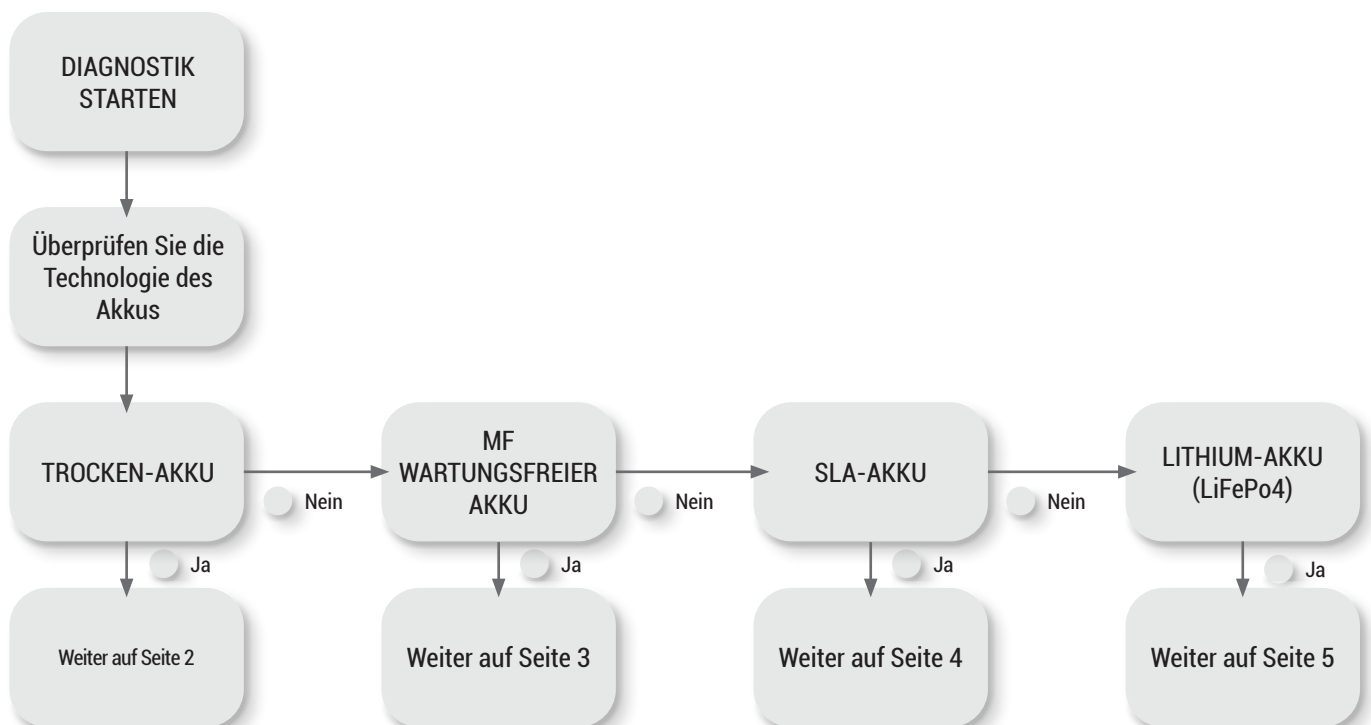 DIAGNOSTIK
STARTEN
Überprüfen Sie die
Technologie des
Akkus
TROCKEN-AKKU
Nein
MF
WARTUNGSFREIER
AKKU
Nein
SLA-AKKU
Nein
LITHIUM-AKKU
(LiFePo4)
Ja
Ja
Ja
Ja
Weiter auf Seite 2
Weiter auf Seite 3
Weiter auf Seite 4
Weiter auf Seite 5